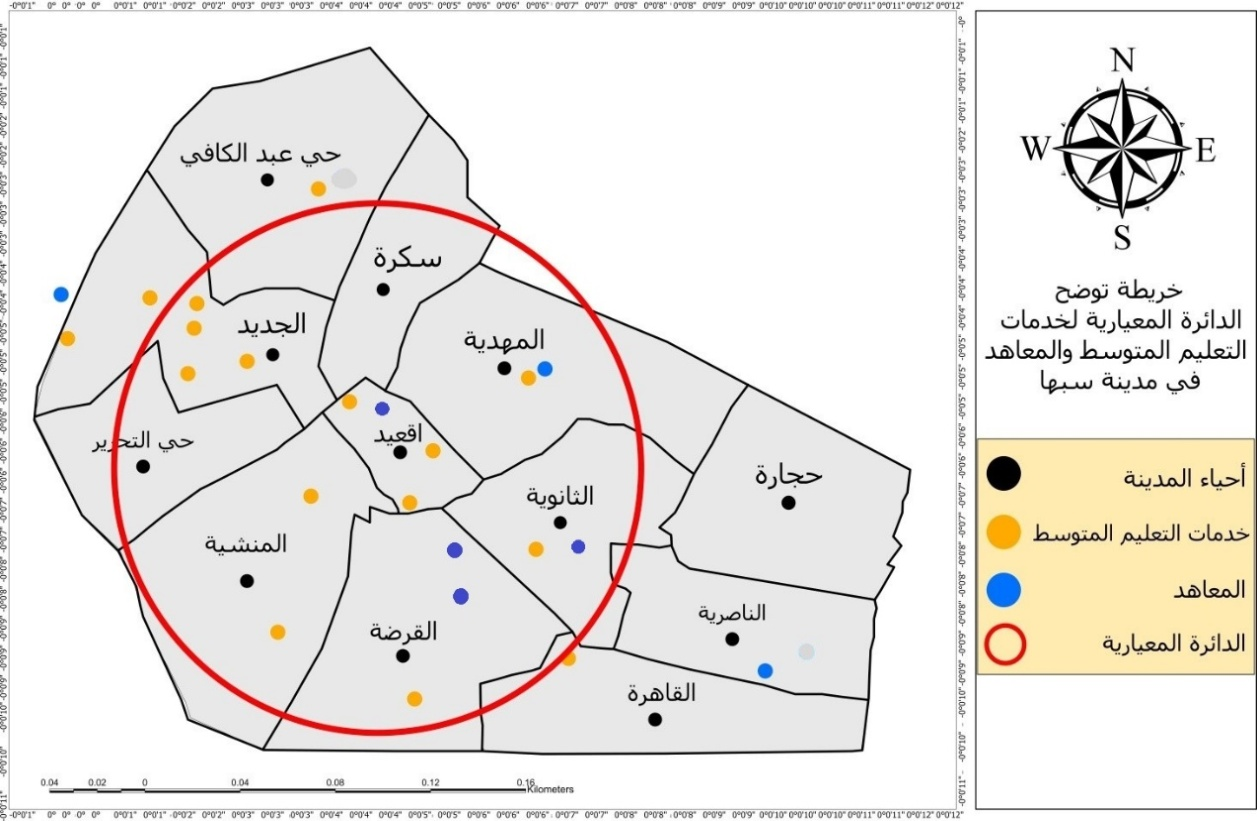 N
W E
S
خريطة توضح
الدائرة المعيارية لخدمات
التعليم المتوسط والمعاهد
في مدينة سبها
أحياء المدينة
خدمات التعليم المتوسط
المعاهد
الدائرة المعيارية
حي عبد الكافي
سكرة
الجديد
المهدية
حي التحرير
اقعيد
حجارة
الثانوية
المنشية
الناصرية
القرضة
القاهرة
0.04 0.02 0 0.04 0.08 0.12 0.16
Kilometers